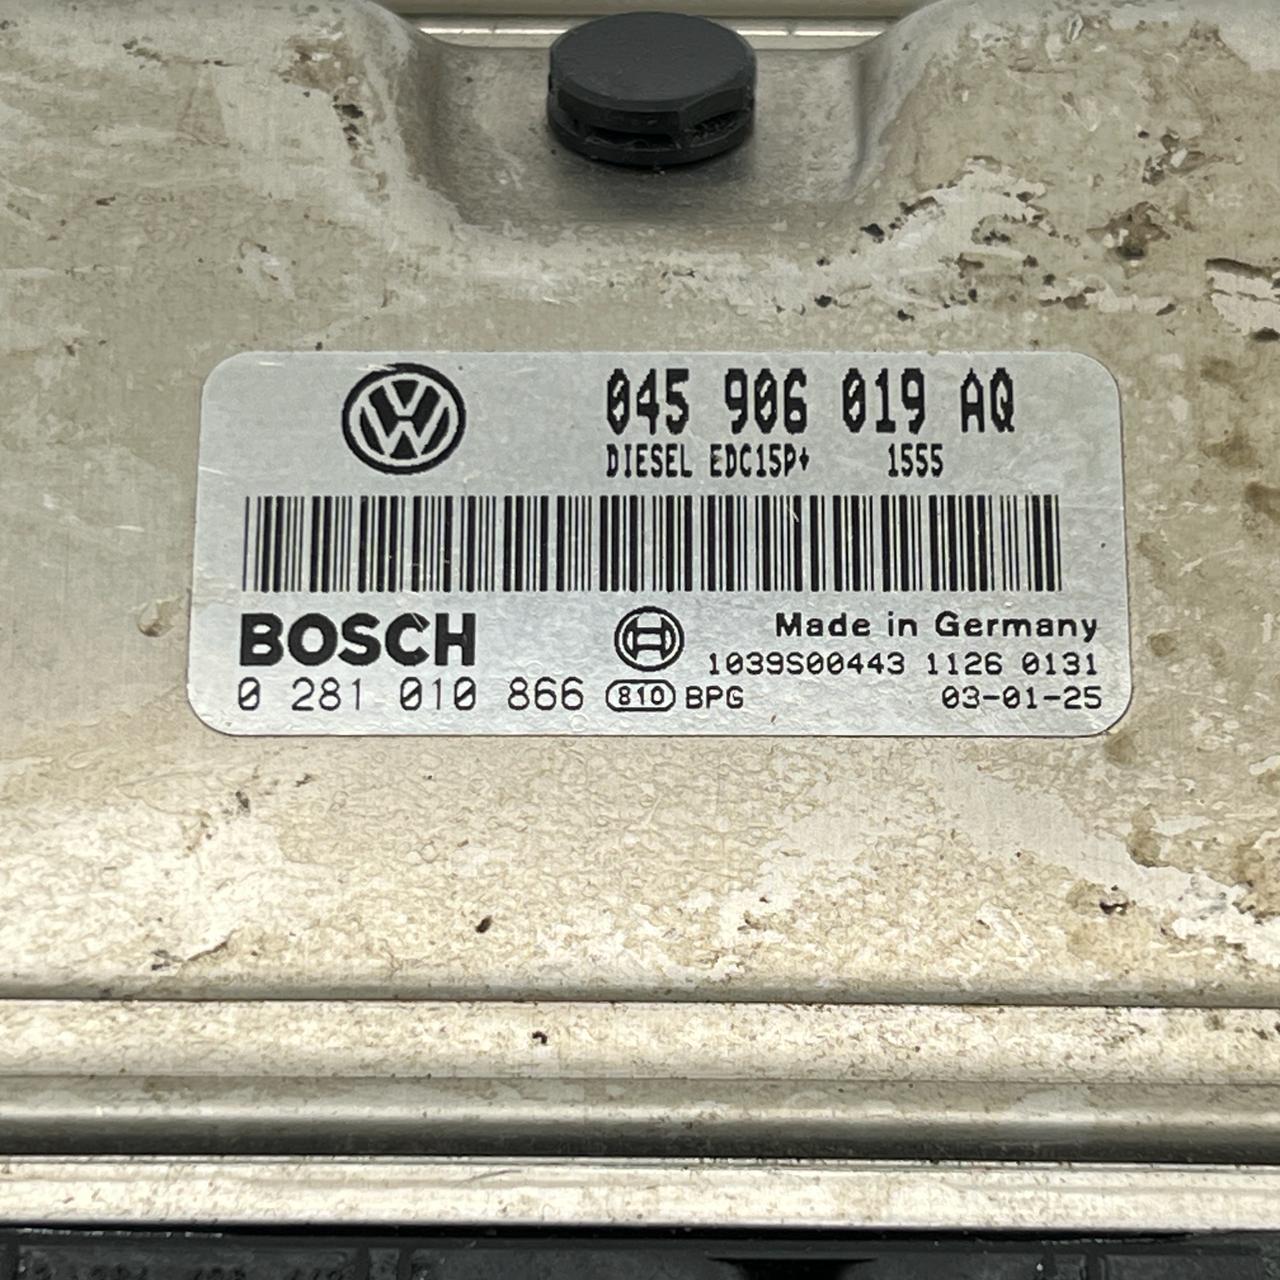 045 906 019 AQ
DIESEL EDC15P+ 1555
BOSCH
Made in Germany
1039S00443 1126 0131
0 281 010 866 810 BPG 03-01-25